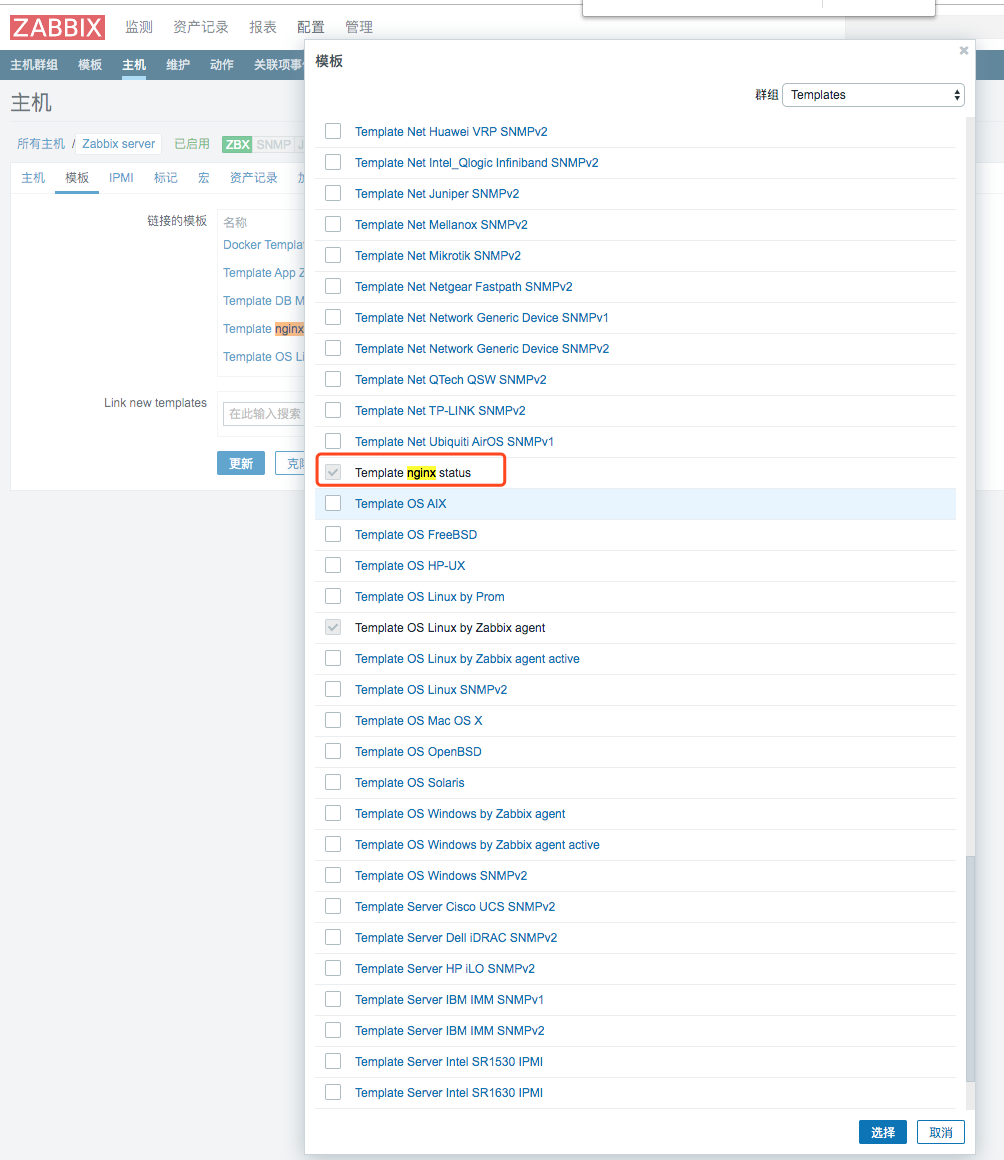 ZABBIX 监测 资产记录 报表 配置 管理
主机群组 模板 主机 维护 动作 关联项事
主机
所有主机 / Zabbix server 已启用 ZBX SNMP
主机 模板 IPMI 标记 宏 资产记录
链接的模板 名称
Docker Templa
Template App Z
Template DB M
Template nginx
Template OS Li
Link new templates 在此输入搜索
更新
模板
群组 Templates
Template Net Huawei VRP SNMPv2
Template Net Intel_Qlogic Infiniband SNMPv2
Template Net Juniper SNMPv2
Template Net Mellanox SNMPv2
Template Net Mikrotik SNMPv2
Template Net Netgear Fastpath SNMPv2
Template Net Network Generic Device SNMPv1
Template Net Network Generic Device SNMPv2
Template Net QTech QSW SNMPv2
Template Net TP-LINK SNMPv2
Template Net Ubiquiti AirOS SNMPv1
Template nginx status
Template OS AIX
Template OS FreeBSD
Template OS HP-UX
Template OS Linux by Prom
Template OS Linux by Zabbix agent
Template OS Linux by Zabbix agent active
Template OS Linux SNMPv2
Template OS Mac OS X
Template OS OpenBSD
Template OS Solaris
Template OS Windows by Zabbix agent
Template OS Windows by Zabbix agent active
Template OS Windows SNMPv2
Template Server Cisco UCS SNMPv2
Template Server Dell iDRAC SNMPv2
Template Server HP iLO SNMPv2
Template Server IBM IMM SNMPv1
Template Server IBM IMM SNMPv2
Template Server Intel SR1530 IPMI
Template Server Intel SR1630 IPMI
选择 取消